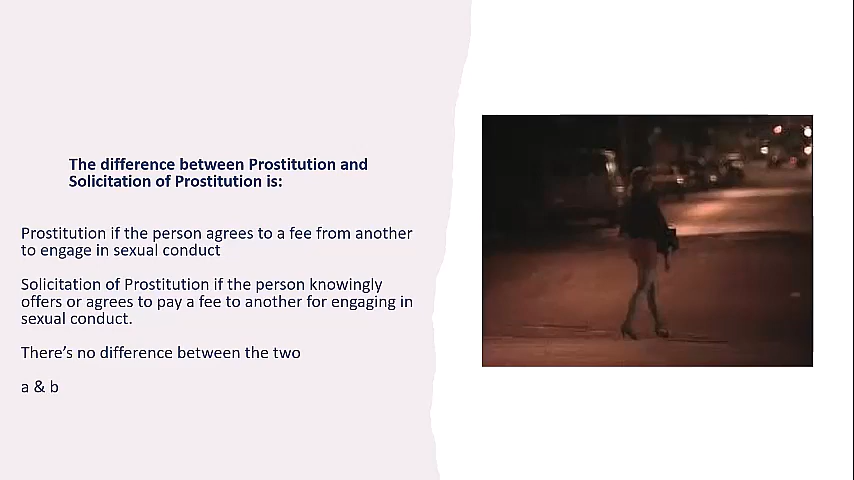 The difference between Prostitution and
Solicitation of Prostitution is:
Prostitution if the person agrees to a fee from another
to engage in sexual conduct
Solicitation of Prostitution if the person knowingly
offers or agrees to pay a fee to another for engaging in
sexual conduct.
There’s no difference between the two
a & b